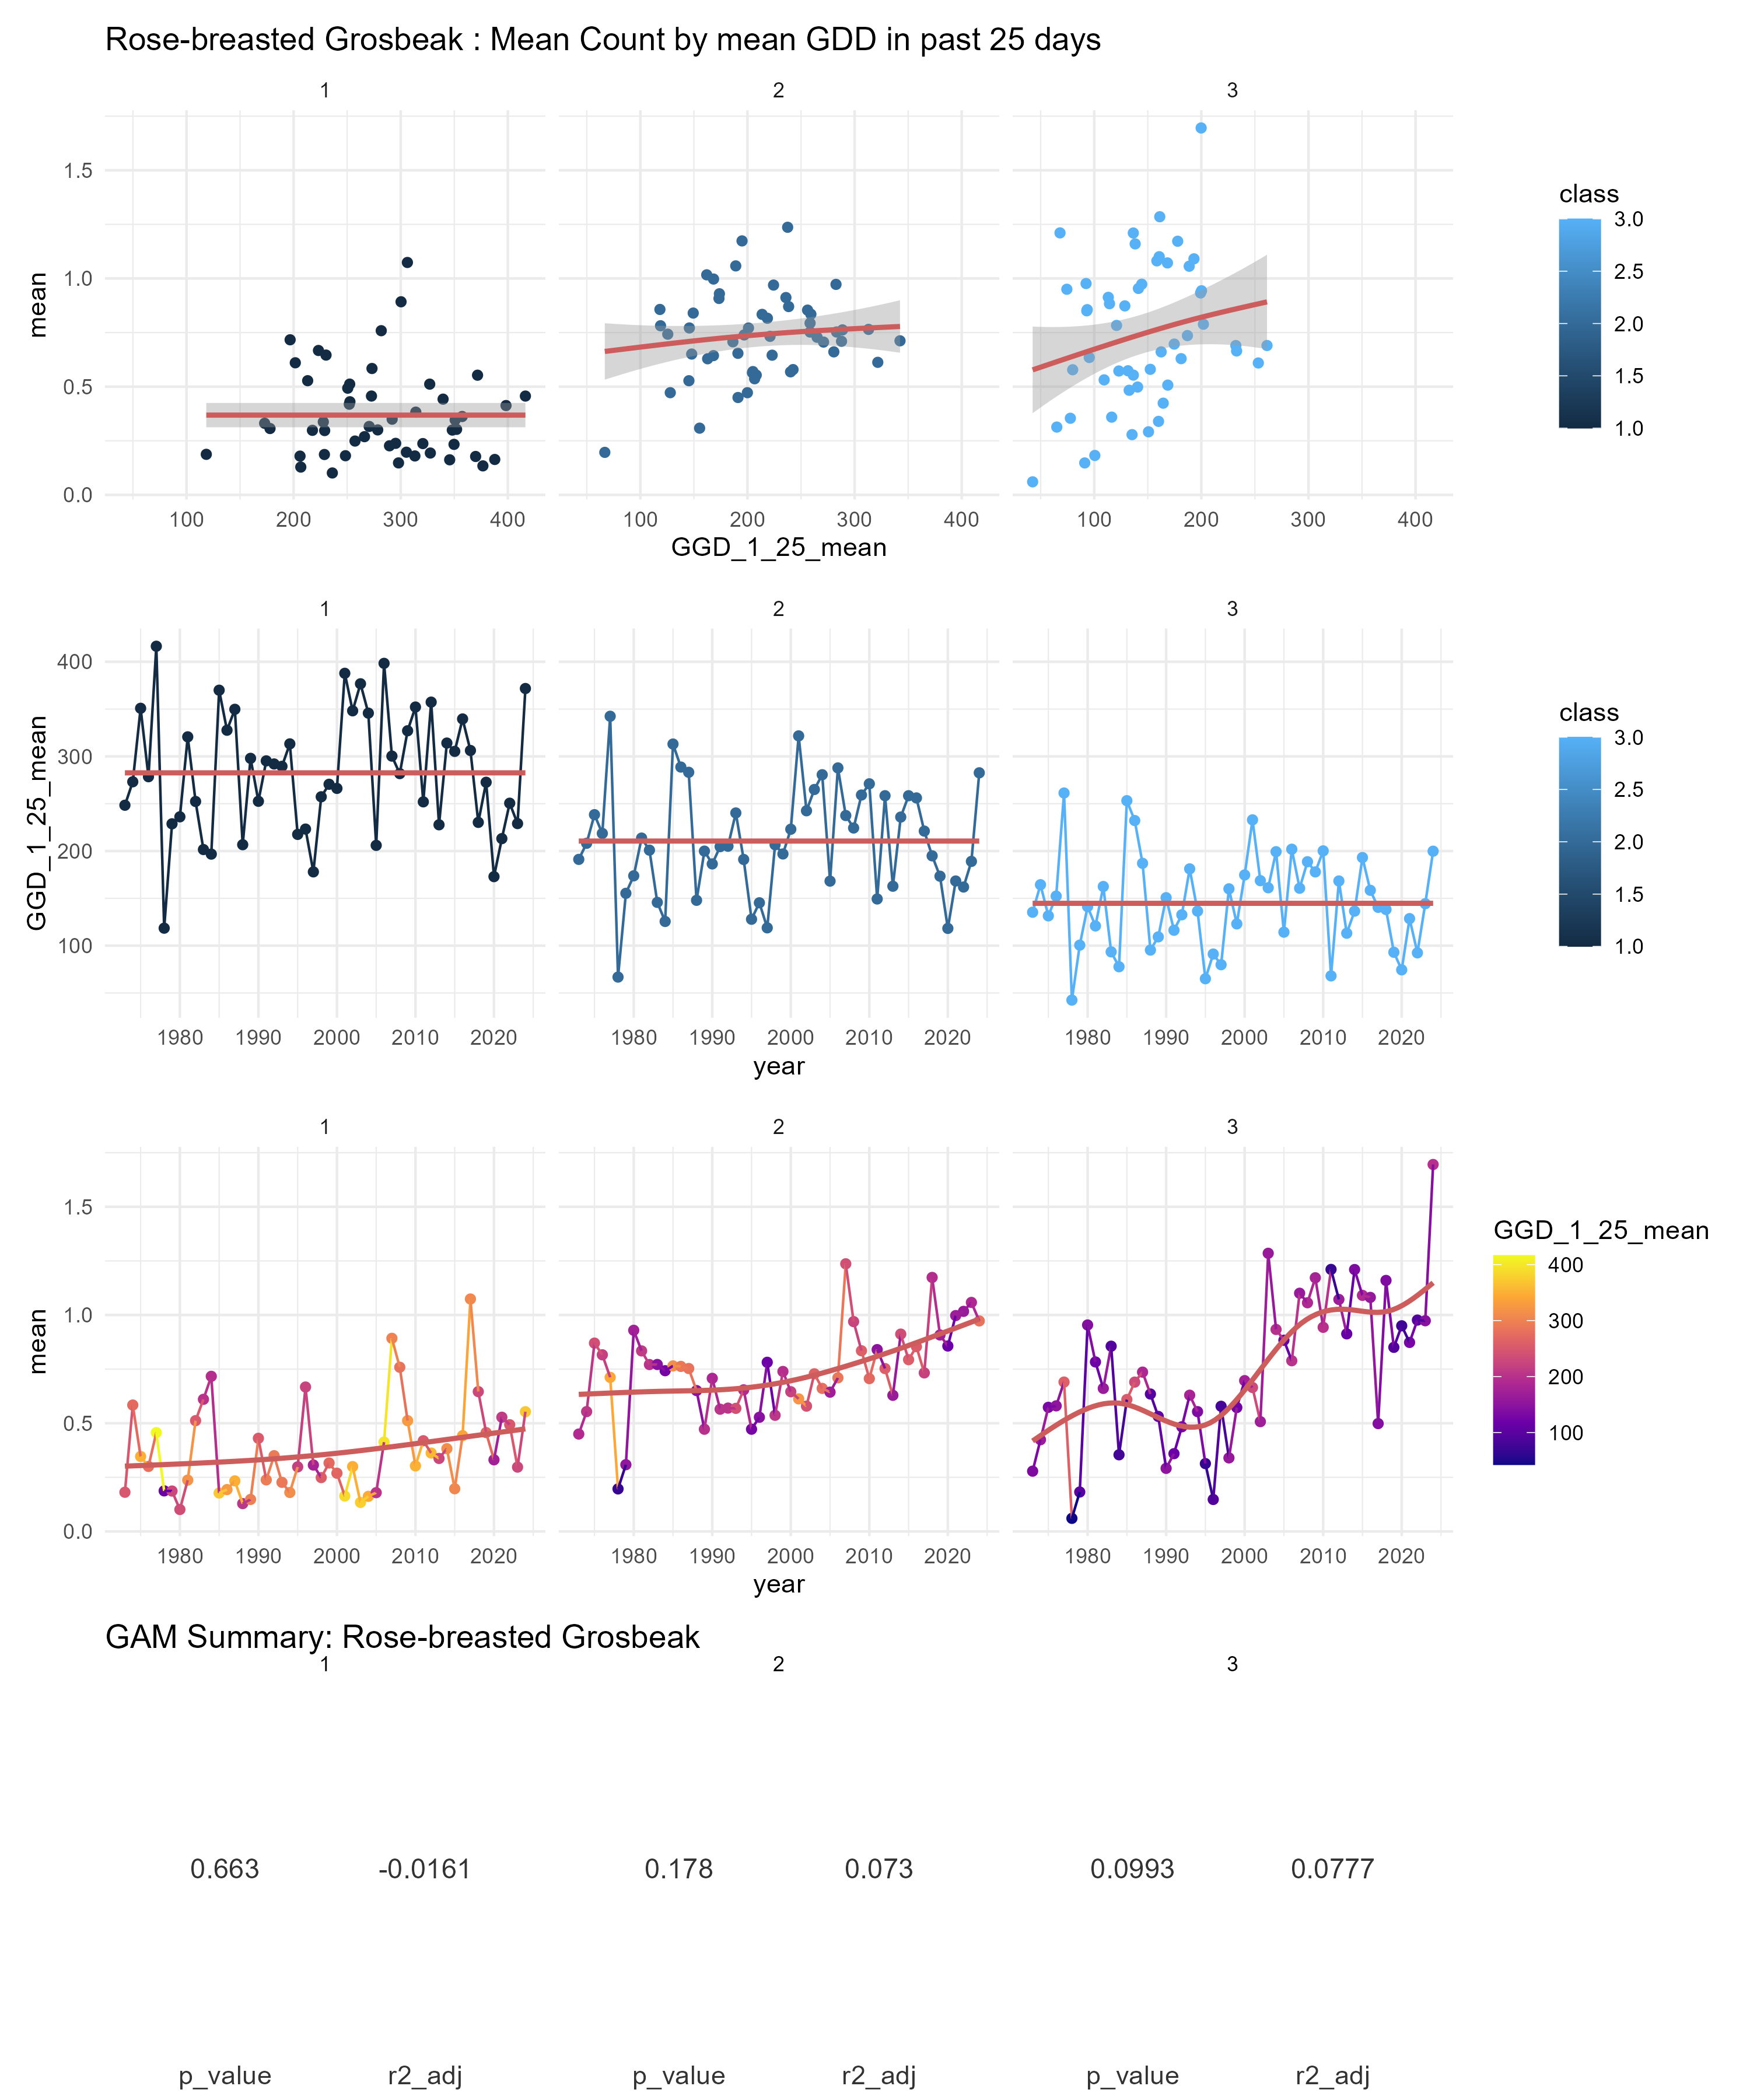 Rose-breasted Grosbeak : Mean Count by mean GDD in past 25 days
1 2 3
1.5
1.0
0.5
0.0
mean
100 200 300 400 100 200 300 400 100 200 300 400
GGD_1_25_mean
class
3.0
2.5
2.0
1.5
1.0
1 2 3
400
300
200
100
GGD_1_25_mean
1980 1990 2000 2010 2020 1980 1990 2000 2010 2020 1980 1990 2000 2010 2020
year
class
3.0
2.5
2.0
1.5
1.0
1 2 3
1.5
1.0
0.5
0.0
mean
1980 1990 2000 2010 2020 1980 1990 2000 2010 2020 1980 1990 2000 2010 2020
year
GGD_1_25_mean
400
300
200
100
GAM Summary: Rose-breasted Grosbeak
1 2 3
0.663 -0.0161 0.178 0.073 0.0993 0.0777
p_value r2_adj p_value r2_adj p_value r2_adj